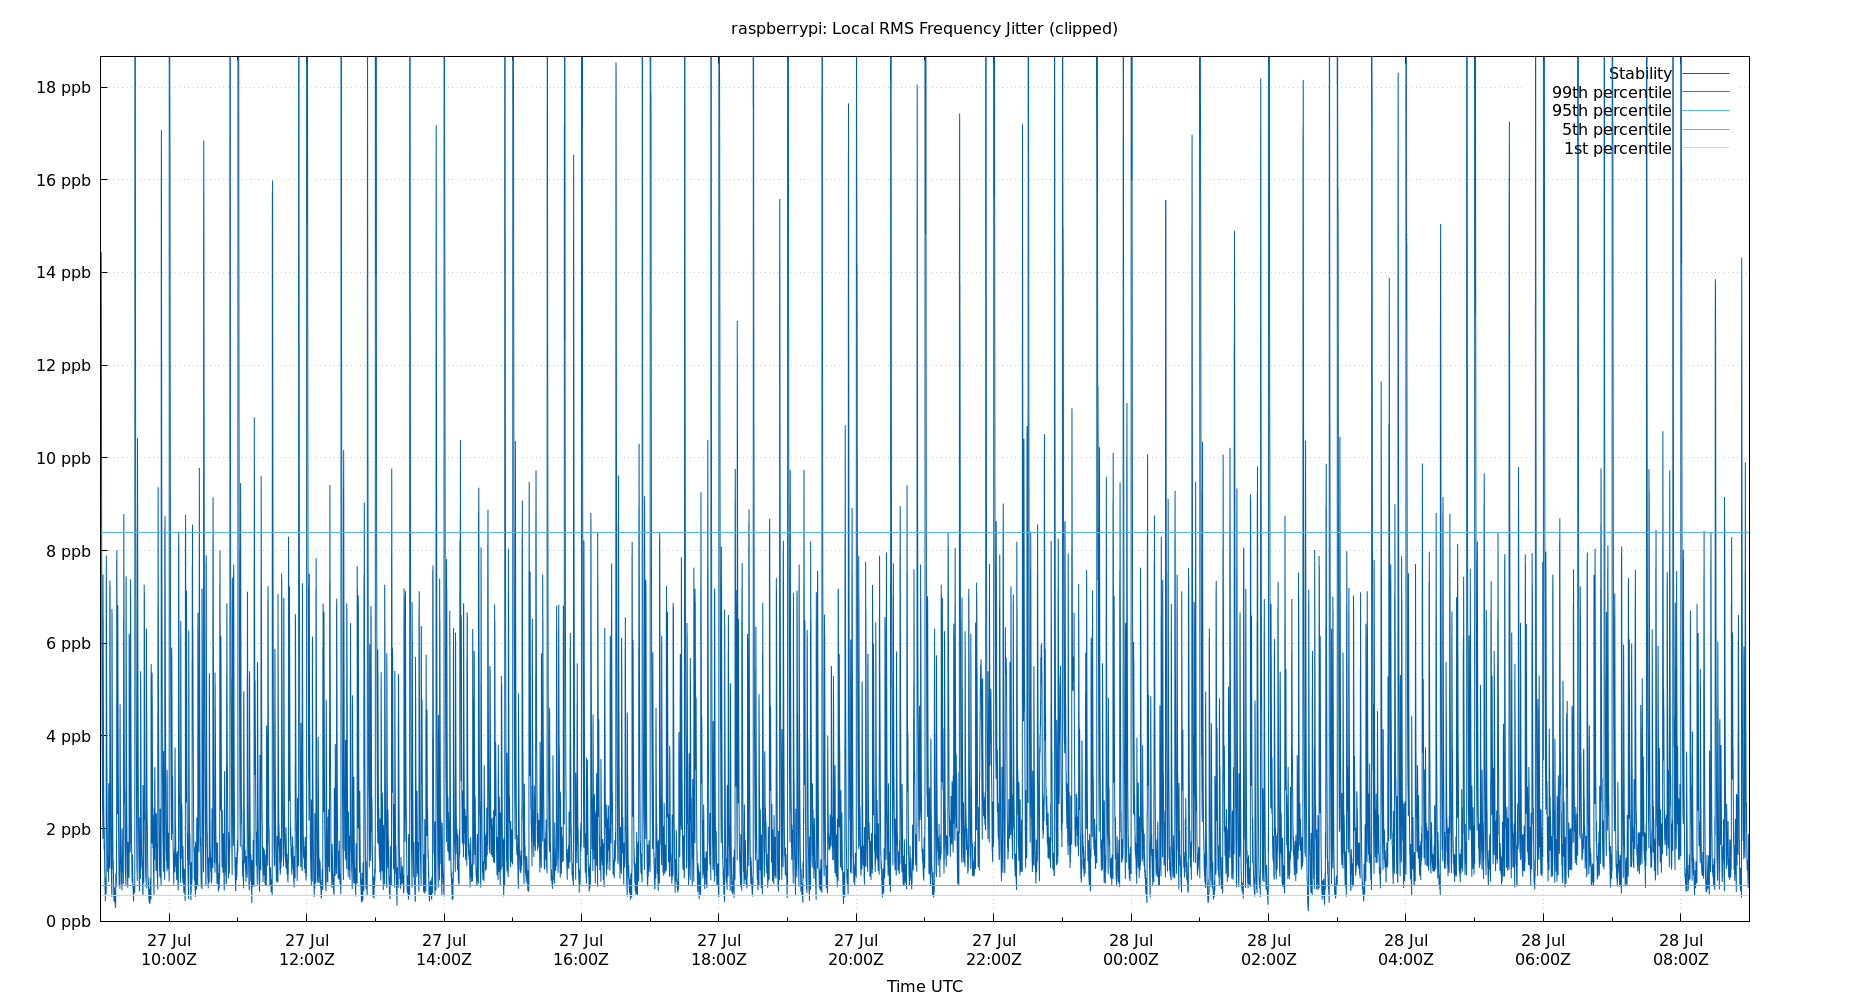 raspberrypi: Local RMS Frequency Jitter (clipped)
Stability
99th percentile
95th percentile
5th percentile
1st percentile
18 ppb
16 ppb
14 ppb
12 ppb
10 ppb
8 ppb
6 ppb
4 ppb
2 ppb
0 ppb
27 Jul 27 Jul 27 Jul 27 Jul 27 Jul 27 Jul 27 Jul 28 Jul 28 Jul 28 Jul 28 Jul 28 Jul
10:00Z 12:00Z 14:00Z 16:00Z 18:00Z 20:00Z 22:00Z 00:00Z 02:00Z 04:00Z 06:00Z 08:00Z
Time UTC